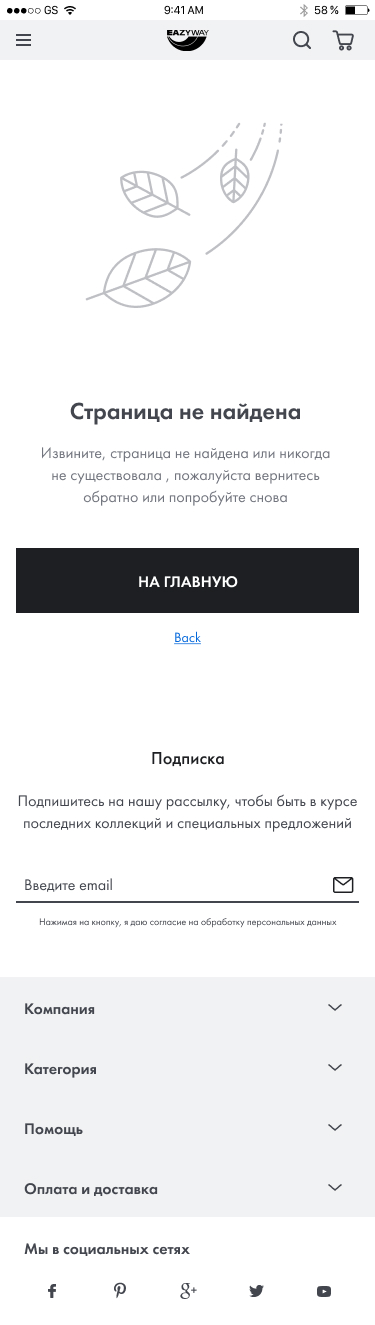 GS 9:41 AM 58 %
EAZYWAY
Страница не найдена
Извините, страница не найдена или никогда
не существовала , пожалуйста вернитесь
обратно или попробуйте снова
НА ГЛАВНУЮ
Back
Подписка
Подпишитесь на нашу рассылку, чтобы быть в курсе
последних коллекций и специальных предложений
Введите email
Нажимая на кнопку, я даю согласие на обработку персональных данных
Компания
Категория
Помощь
Оплата и доставка
Мы в социальных сетях